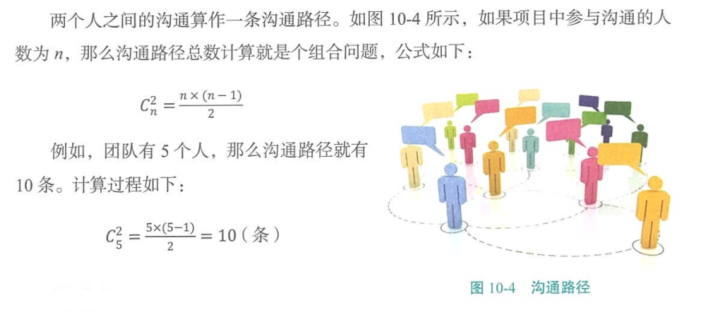 两个人之间的沟通算作一条沟通路径。如图 10-4 所示，如果项目中参与沟通的人
数为 n，那么沟通路径总数计算就是个组合问题，公式如下：
C_n^2 = \frac{n×(n−1)}{2}
例如，团队有 5 个人，那么沟通路径就有
10 条。计算过程如下：
C_5^2 = \frac{5×(5−1)}{2} = 10（条）
图 10-4　沟通路径